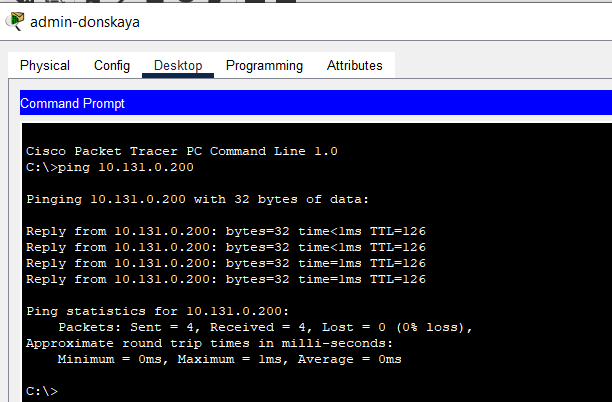 admin-donskaya
Physical Config Desktop Programming Attributes
Command Prompt
Cisco Packet Tracer PC Command Line 1.0
C:\>ping 10.131.0.200
Pinging 10.131.0.200 with 32 bytes of data:
Reply from 10.131.0.200: bytes=32 time<1ms TTL=126
Reply from 10.131.0.200: bytes=32 time<1ms TTL=126
Reply from 10.131.0.200: bytes=32 time=1ms TTL=126
Reply from 10.131.0.200: bytes=32 time=1ms TTL=126
Ping statistics for 10.131.0.200:
Packets: Sent = 4, Received = 4, Lost = 0 (0% loss),
Approximate round trip times in milli-seconds:
Minimum = 0ms, Maximum = 1ms, Average = 0ms
C:\>